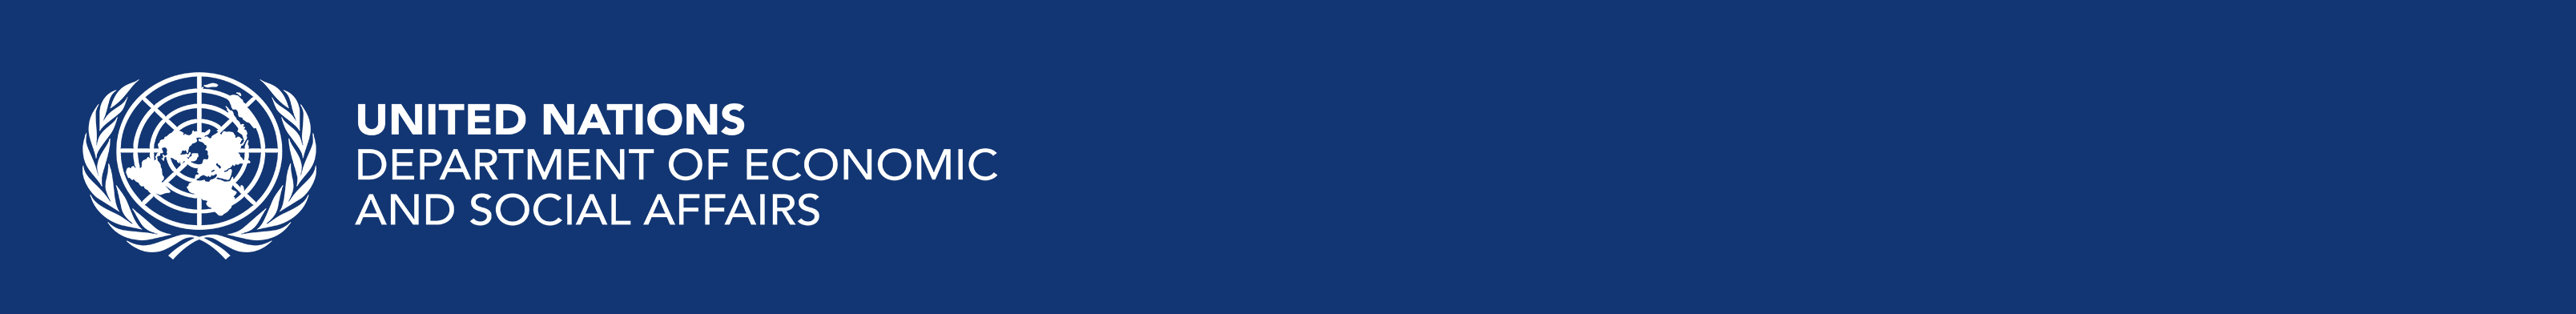 UNITED NATIONS
DEPARTMENT OF ECONOMIC
AND SOCIAL AFFAIRS